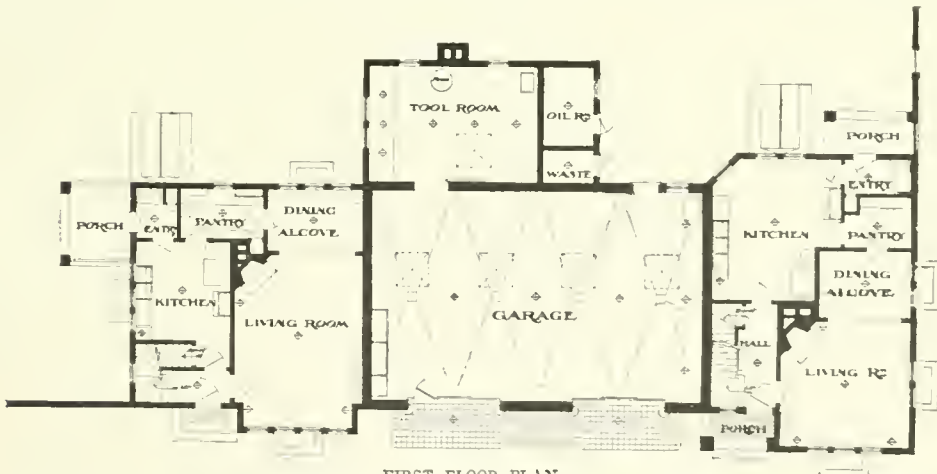 TOOL ROOM
OIL RM
WASTE
PORCH
ENTRY
PANTRY
DINING
ALCOVE
KITCHEN
LIVING ROOM
GARAGE
PORCH
ENTRY
KITCHEN
PANTRY
DINING
ALCOVE
HALL
LIVING RM
PORCH
FIRST FLOOR PLAN